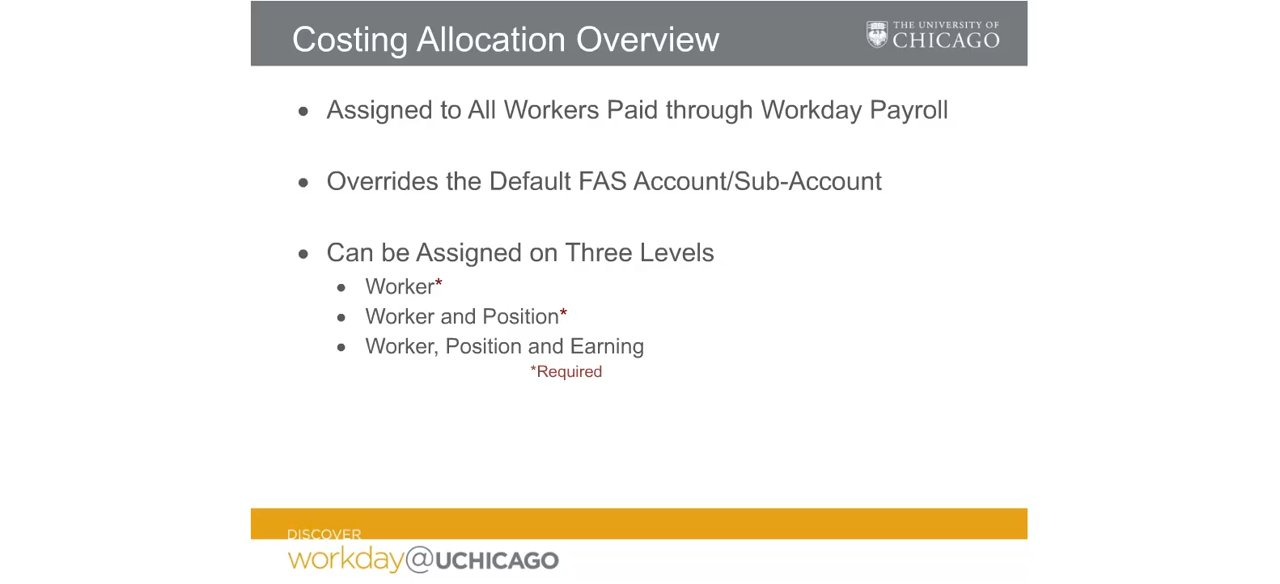 Costing Allocation Overview
THE UNIVERSITY OF
CHICAGO
• Assigned to All Workers Paid through Workday Payroll
• Overrides the Default FAS Account/Sub-Account
• Can be Assigned on Three Levels
• Worker*
• Worker and Position*
• Worker, Position and Earning
*Required
DISCOVER
workday@UCHICAGO